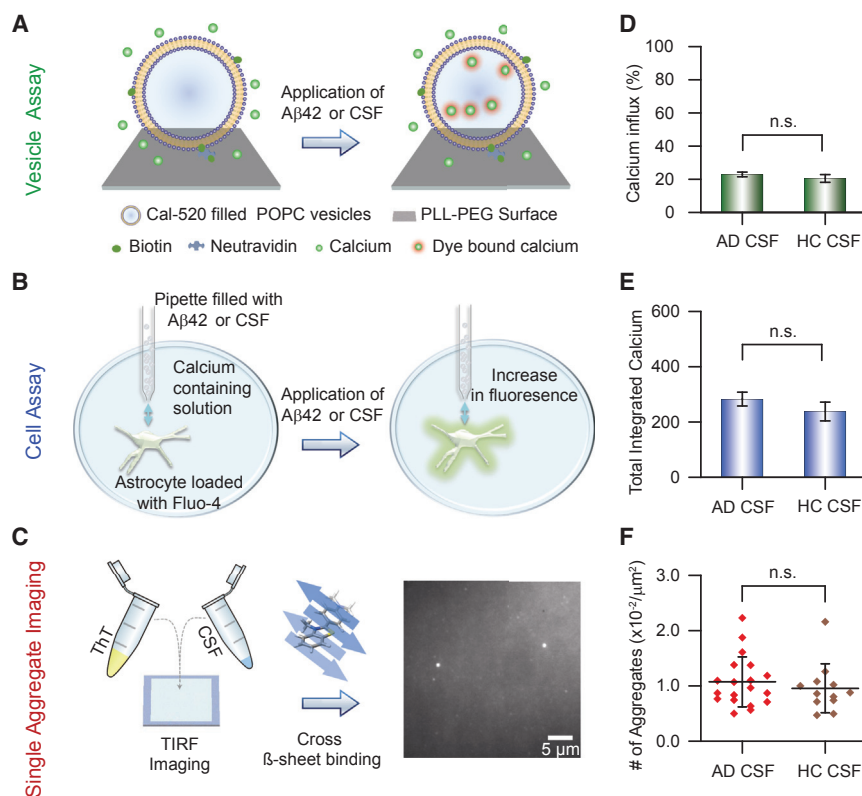 A
Vesicle Assay
Application of
Aβ42 or CSF
Cal-520 filled POPC vesicles
PLL-PEG Surface
Biotin
Neutravidin
Calcium
Dye bound calcium
D
Calcium influx (%)
100
80
60
40
20
0
n.s.
AD CSF
HC CSF
B
Cell Assay
Pipette filled with
Aβ42 or CSF
Calcium
containing
solution
Astrocyte loaded
with Fluo-4
Application of
Aβ42 or CSF
Increase
in fluoresence
E
Total Integrated Calcium
600
400
200
0
n.s.
AD CSF
HC CSF
C
Single Aggregate Imaging
ThT
CSF
TIRF
Imaging
Cross
ß-sheet binding
5 µm
F
# of Aggregates (x10⁻²/µm²)
3.0
2.0
1.0
0.0
n.s.
AD CSF
HC CSF